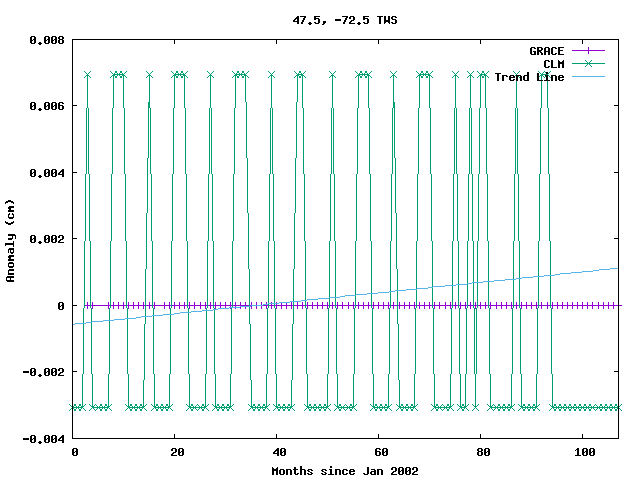 47.5, -72.5 TWS
GRACE
CLM
Trend Line
0.008
0.006
0.004
0.002
0
-0.002
-0.004
Anomaly (cm)
0 20 40 60 80 100
Months since Jan 2002